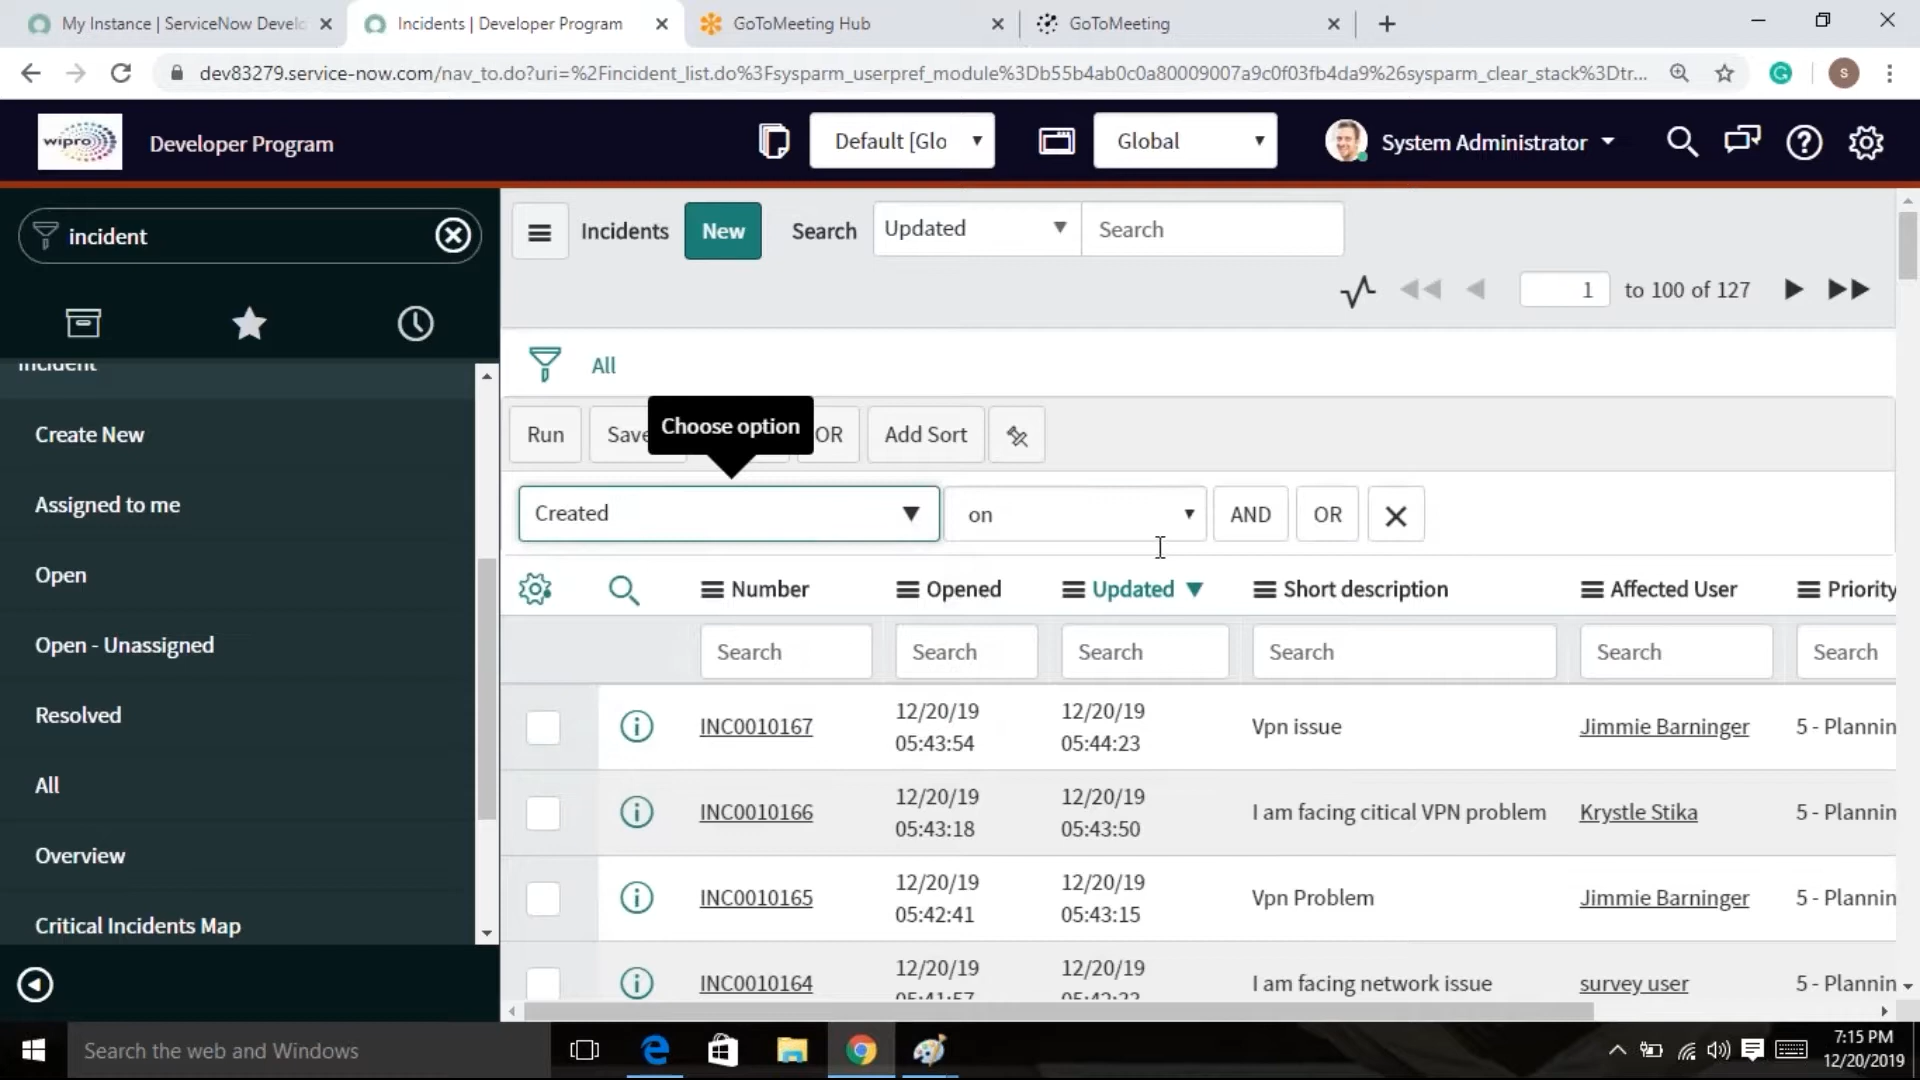 My Instance | ServiceNow Develo
Incidents | Developer Program
GoToMeeting Hub
GoToMeeting
dev83279.service-now.com/nav_to.do?uri=%2Fincident_list.do%3Fsysparm_userpref_module%3Db55b4ab0c0a80009007a9c0f03fb4da9%26sysparm_clear_stack%3Dtr...
S
wipro
Developer Program
Default [Glo
Global
System Administrator
incident
Incidents
New
Search
Updated
Search
1
to 100 of 127
All
Incident
Create New
Assigned to me
Open
Open - Unassigned
Resolved
All
Overview
Critical Incidents Map
Run
Save
Choose option
OR
Add Sort
Created
on
AND
OR
Number
Opened
Updated
Short description
Affected User
Priority
Search
Search
Search
Search
Search
Search
INC0010167
12/20/19 05:43:54
12/20/19 05:44:23
Vpn issue
Jimmie Barninger
5 - Plannin
INC0010166
12/20/19 05:43:18
12/20/19 05:43:50
I am facing citical VPN problem
Krystle Stika
5 - Plannin
INC0010165
12/20/19 05:42:41
12/20/19 05:43:15
Vpn Problem
Jimmie Barninger
5 - Plannin
INC0010164
12/20/19 05:41:57
12/20/19
I am facing network issue
survey user
5 - Plannin
Search the web and Windows
7:15 PM
12/20/2019